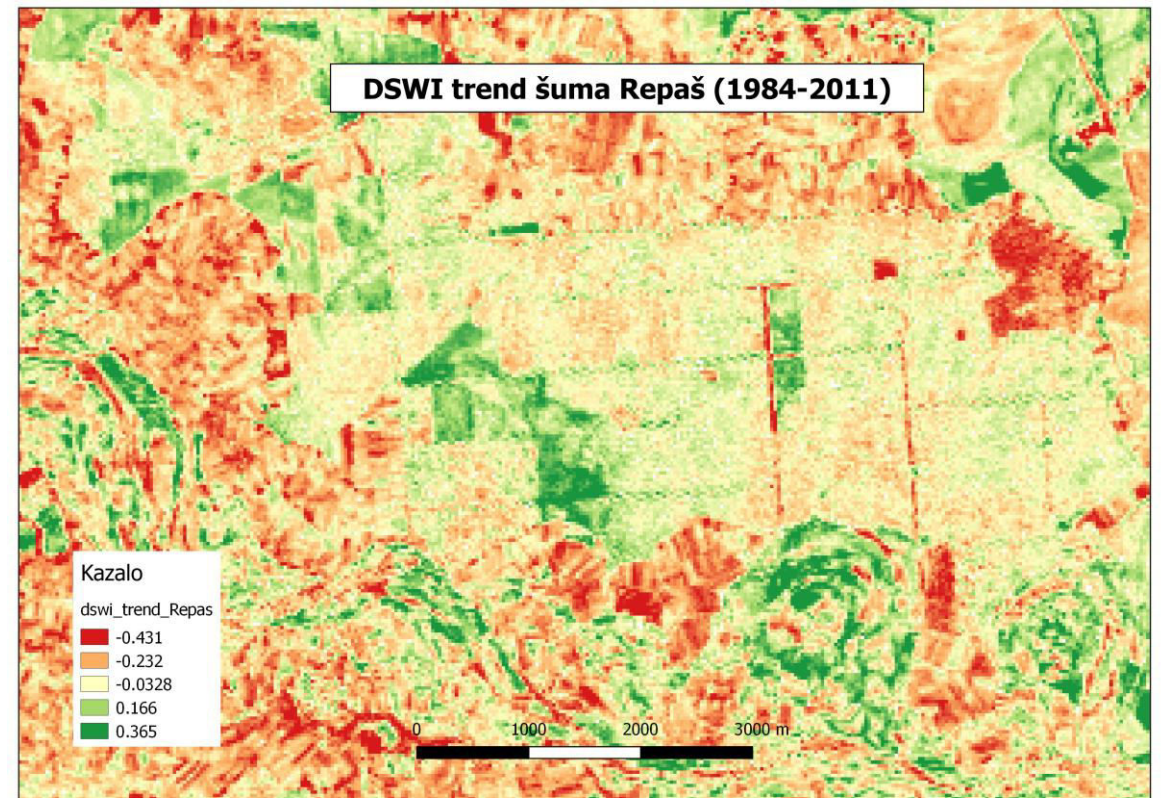 DSWI trend šuma Repaš (1984-2011)
Kazalo
dswi_trend_Repas
-0.431
-0.232
-0.0328
0.166
0.365
0 1000 2000 3000 m